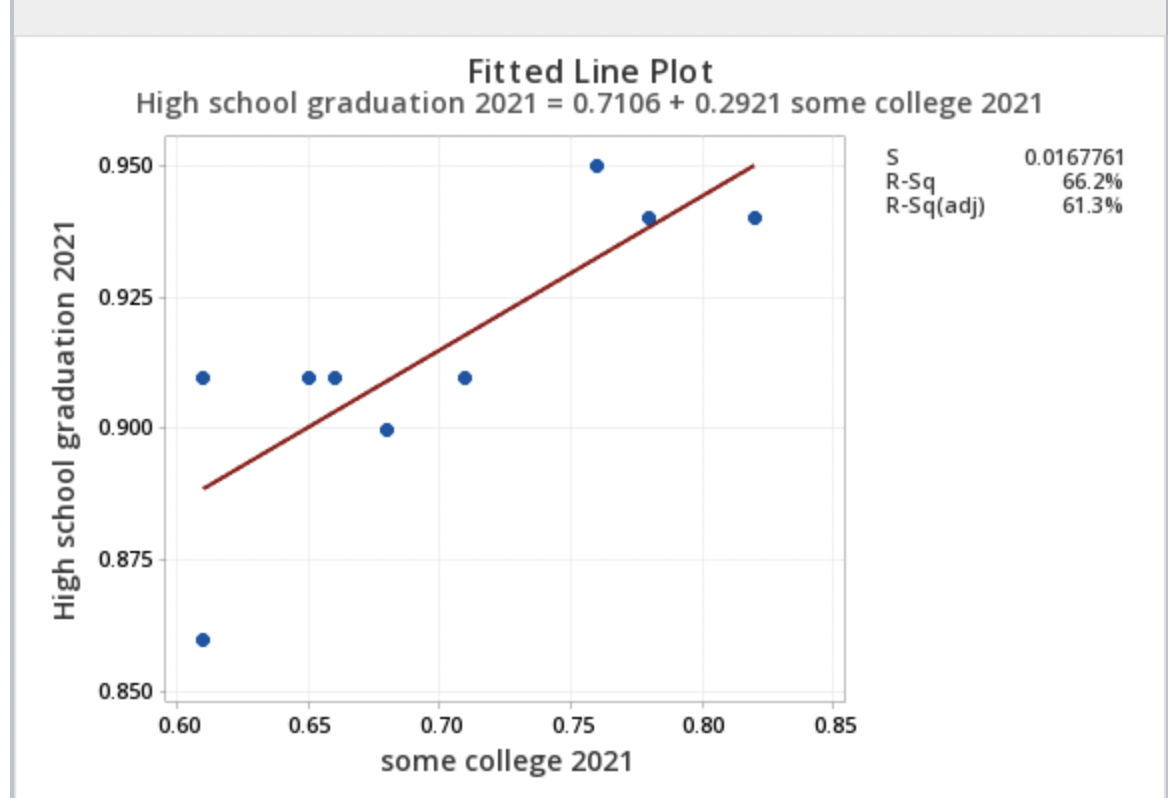 Fitted Line Plot
High school graduation 2021 = 0.7106 + 0.2921 some college 2021
S 0.0167761
R-Sq 66.2%
R-Sq(adj) 61.3%
High school graduation 2021
0.950
0.925
0.900
0.875
0.850
0.60 0.65 0.70 0.75 0.80 0.85
some college 2021